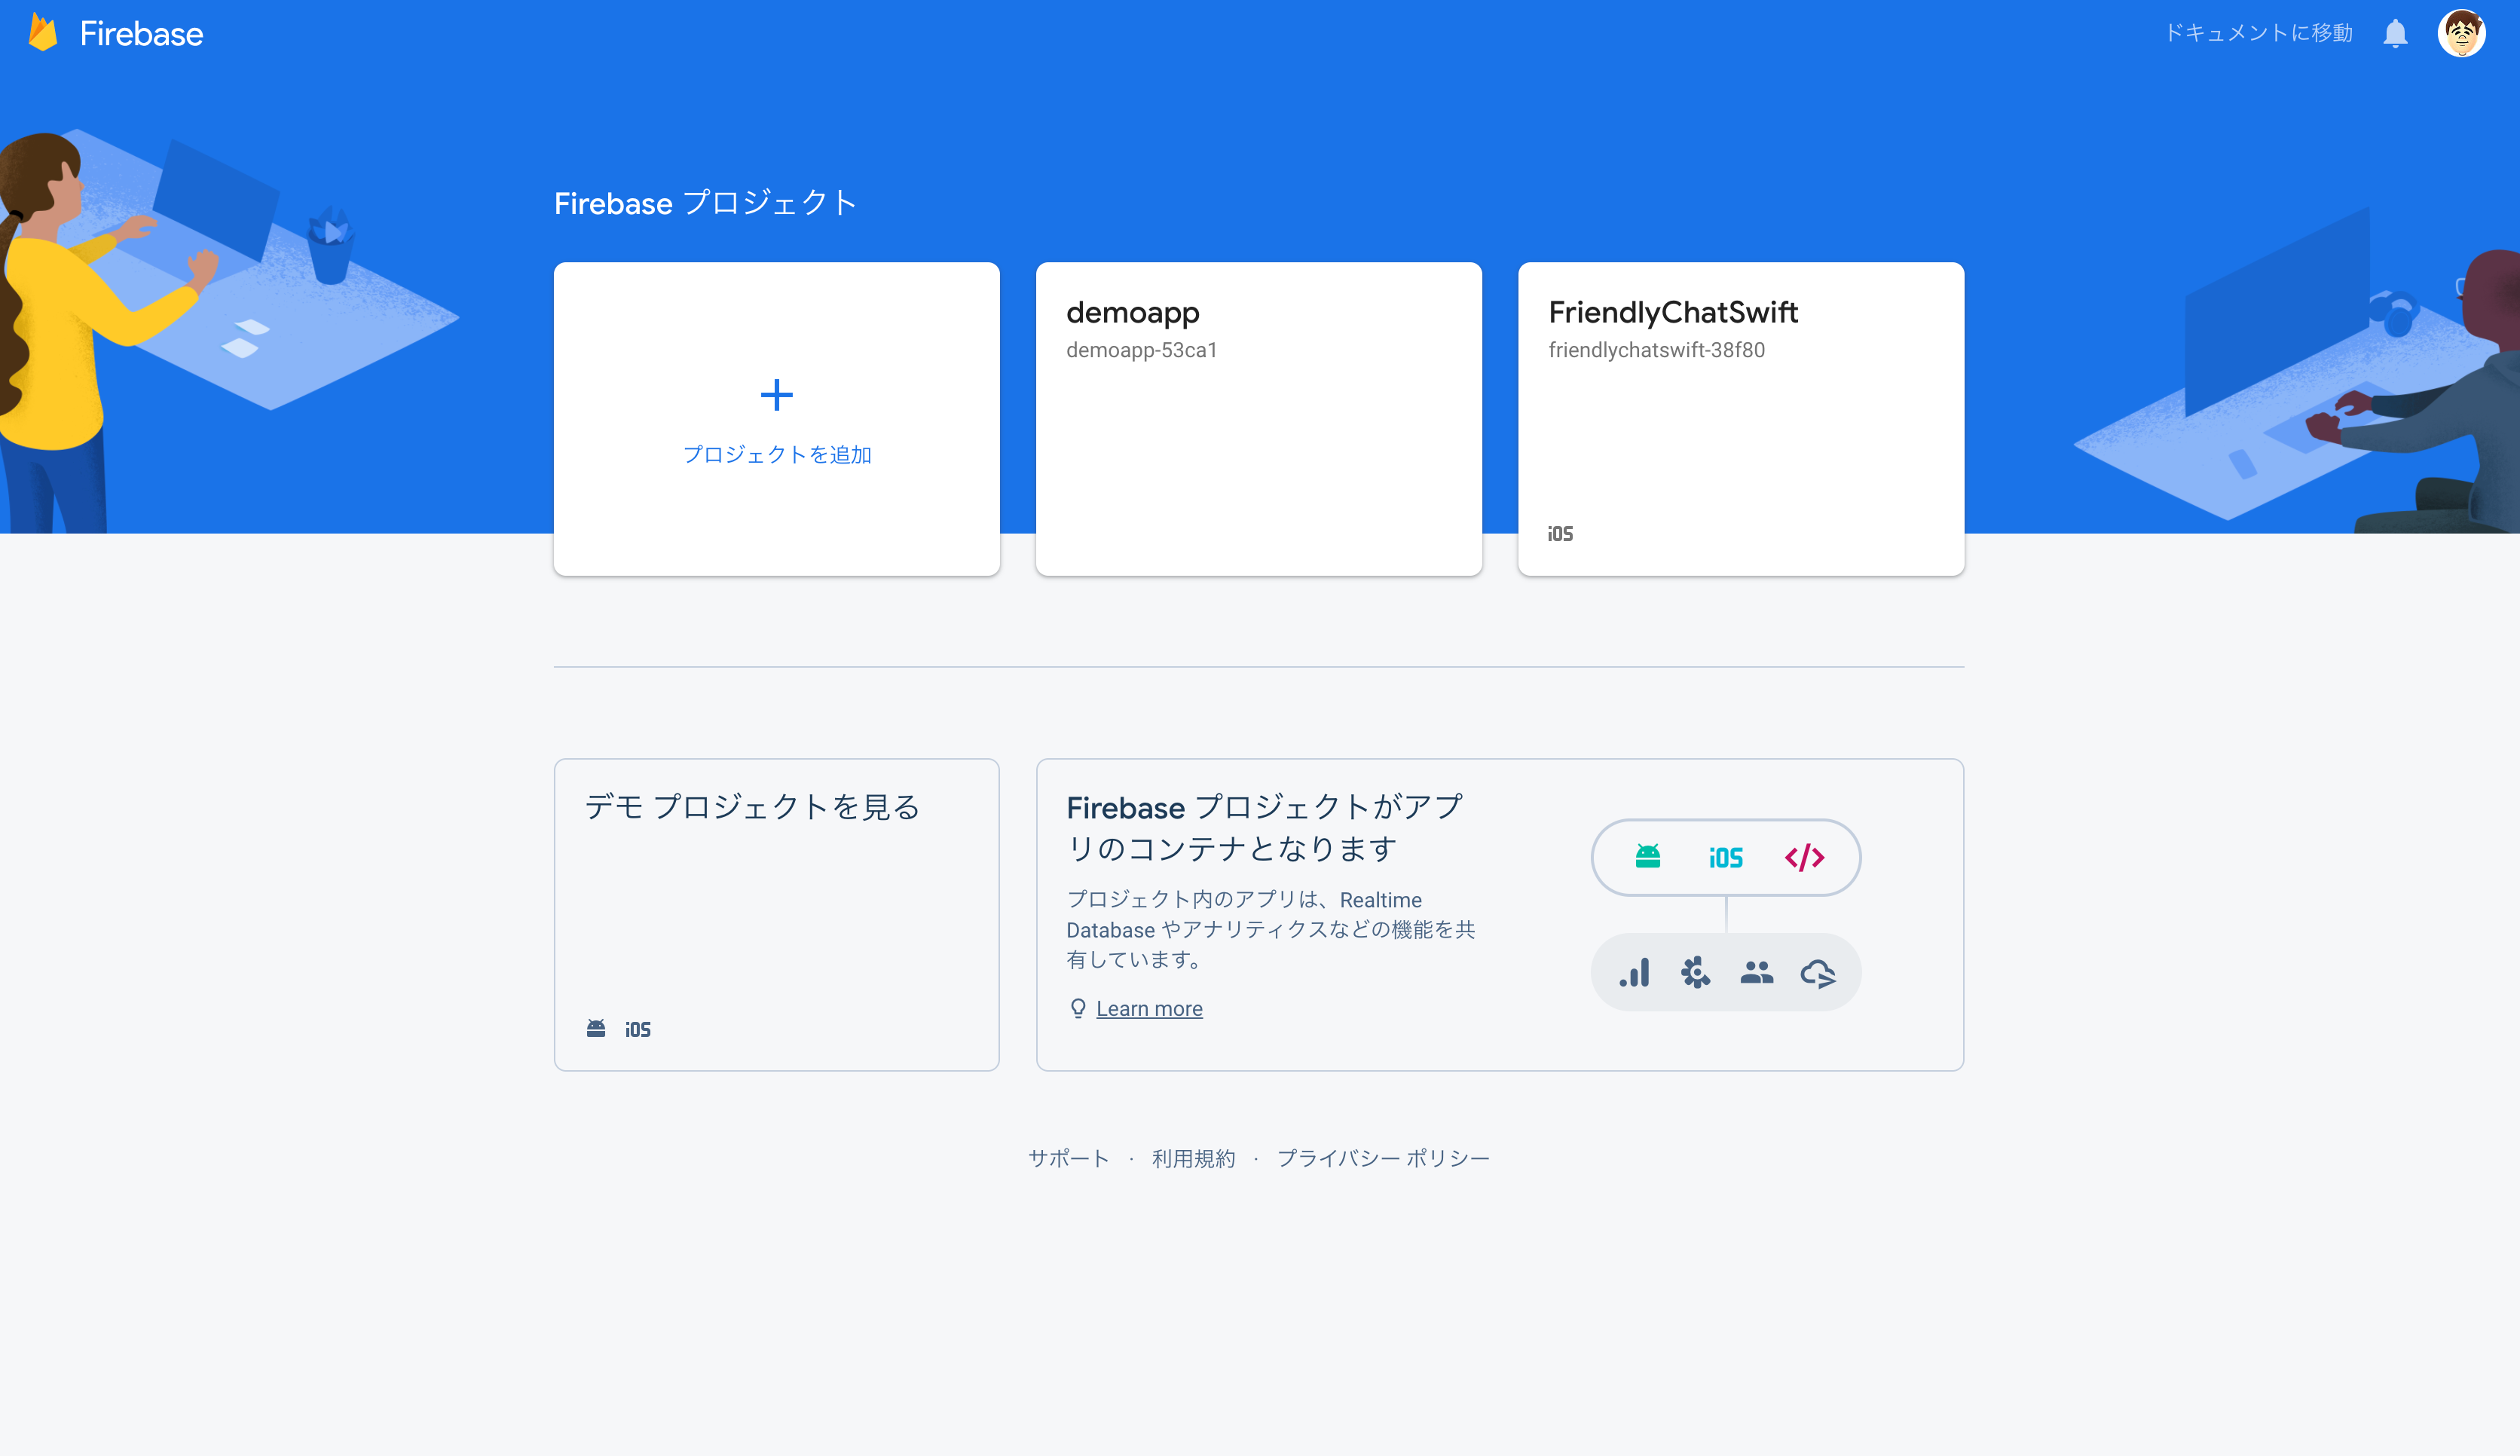 Firebase
ドキュメントに移動
Firebase プロジェクト
プロジェクトを追加
demoapp
demoapp-53ca1
FriendlyChatSwift
friendlychatswift-38f80
iOS
デモ プロジェクトを見る
iOS
Firebase プロジェクトがアプ
リのコンテナとなります
プロジェクト内のアプリは、Realtime
Database やアナリティクスなどの機能を共
有しています。
Learn more
iOS
サポート · 利用規約 · プライバシー ポリシー